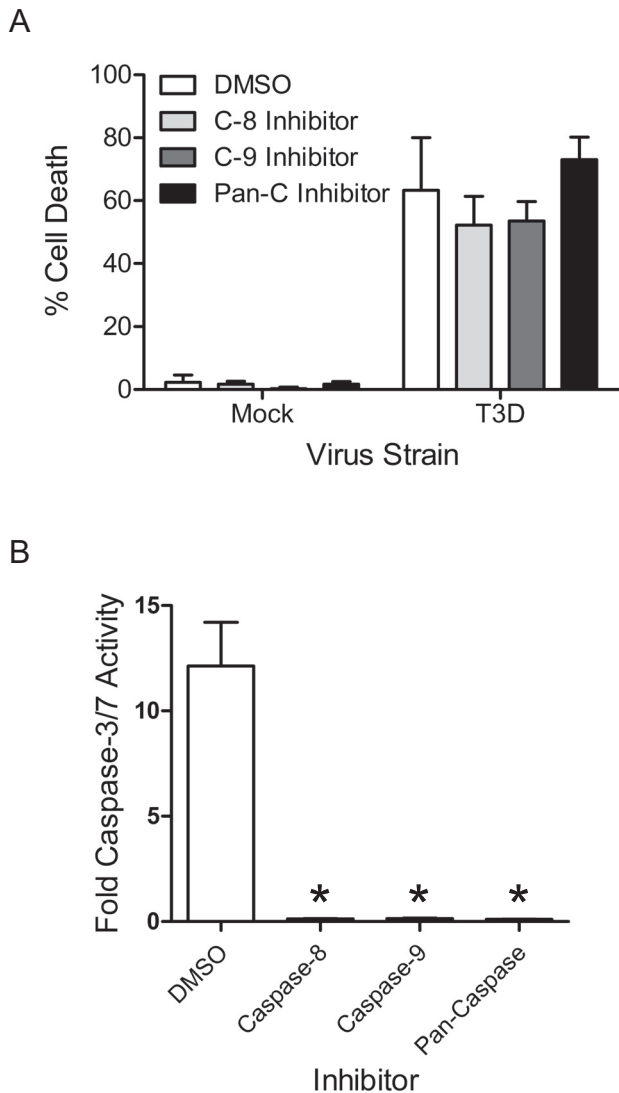 A
% Cell Death
100
80
60
40
20
0
DMSO
C-8 Inhibitor
C-9 Inhibitor
Pan-C Inhibitor
Mock
T3D
Virus Strain
B
Fold Caspase-3/7 Activity
15
10
5
0
*
*
*
DMSO
Caspase-8
Caspase-9
Pan-Caspase
Inhibitor